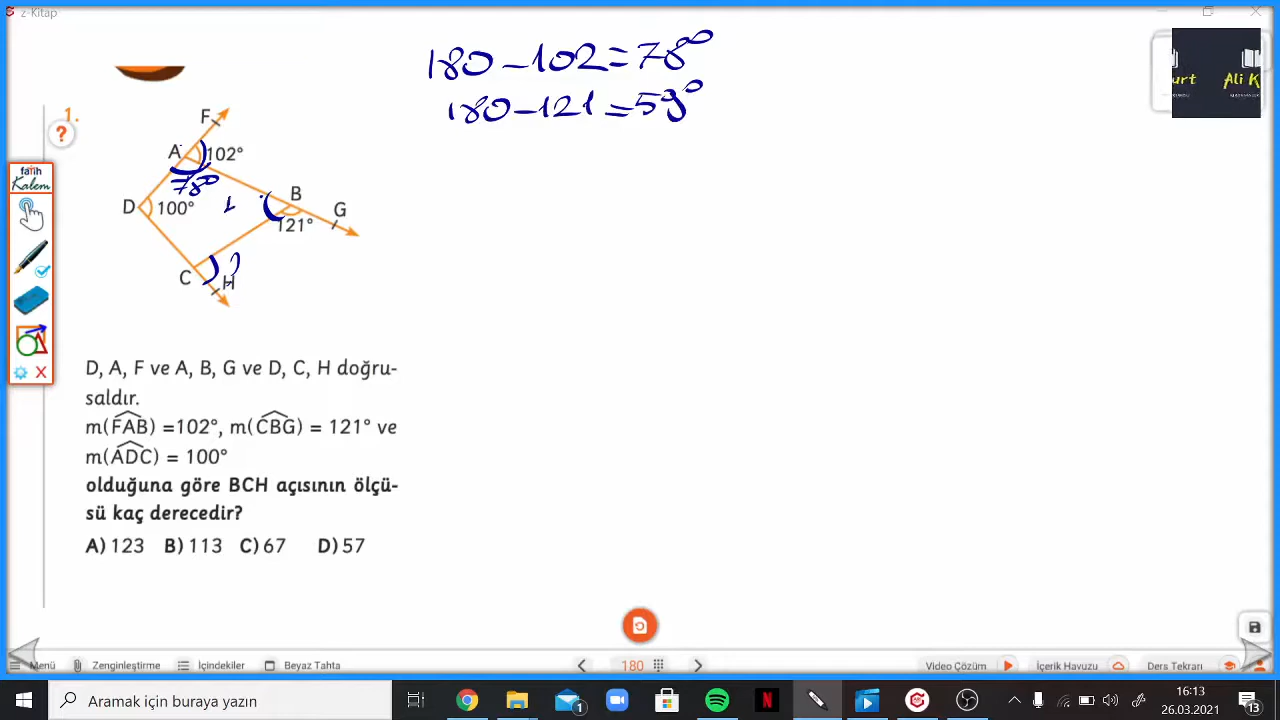 z-Kitap
180-102=78°
180-121=59°
urt Ali K
1.
?
fatih
Kalem
F
A
102°
78°
B
G
D
100°
121°
C
?
H
D, A, F ve A, B, G ve D, C, H doğru-
saldır.
m(FAB) =102°, m(CBG) = 121° ve
m(ADC) = 100°
olduğuna göre BCH açısının ölçü-
sü kaç derecedir?
A) 123 B) 113 C) 67 D) 57
Menü Zenginleştirme İçindekiler Beyaz Tahta 180 Video Çözüm İçerik Havuzu Ders Tekrarı
Aramak için buraya yazın
1
16:13
26.03.2021
13